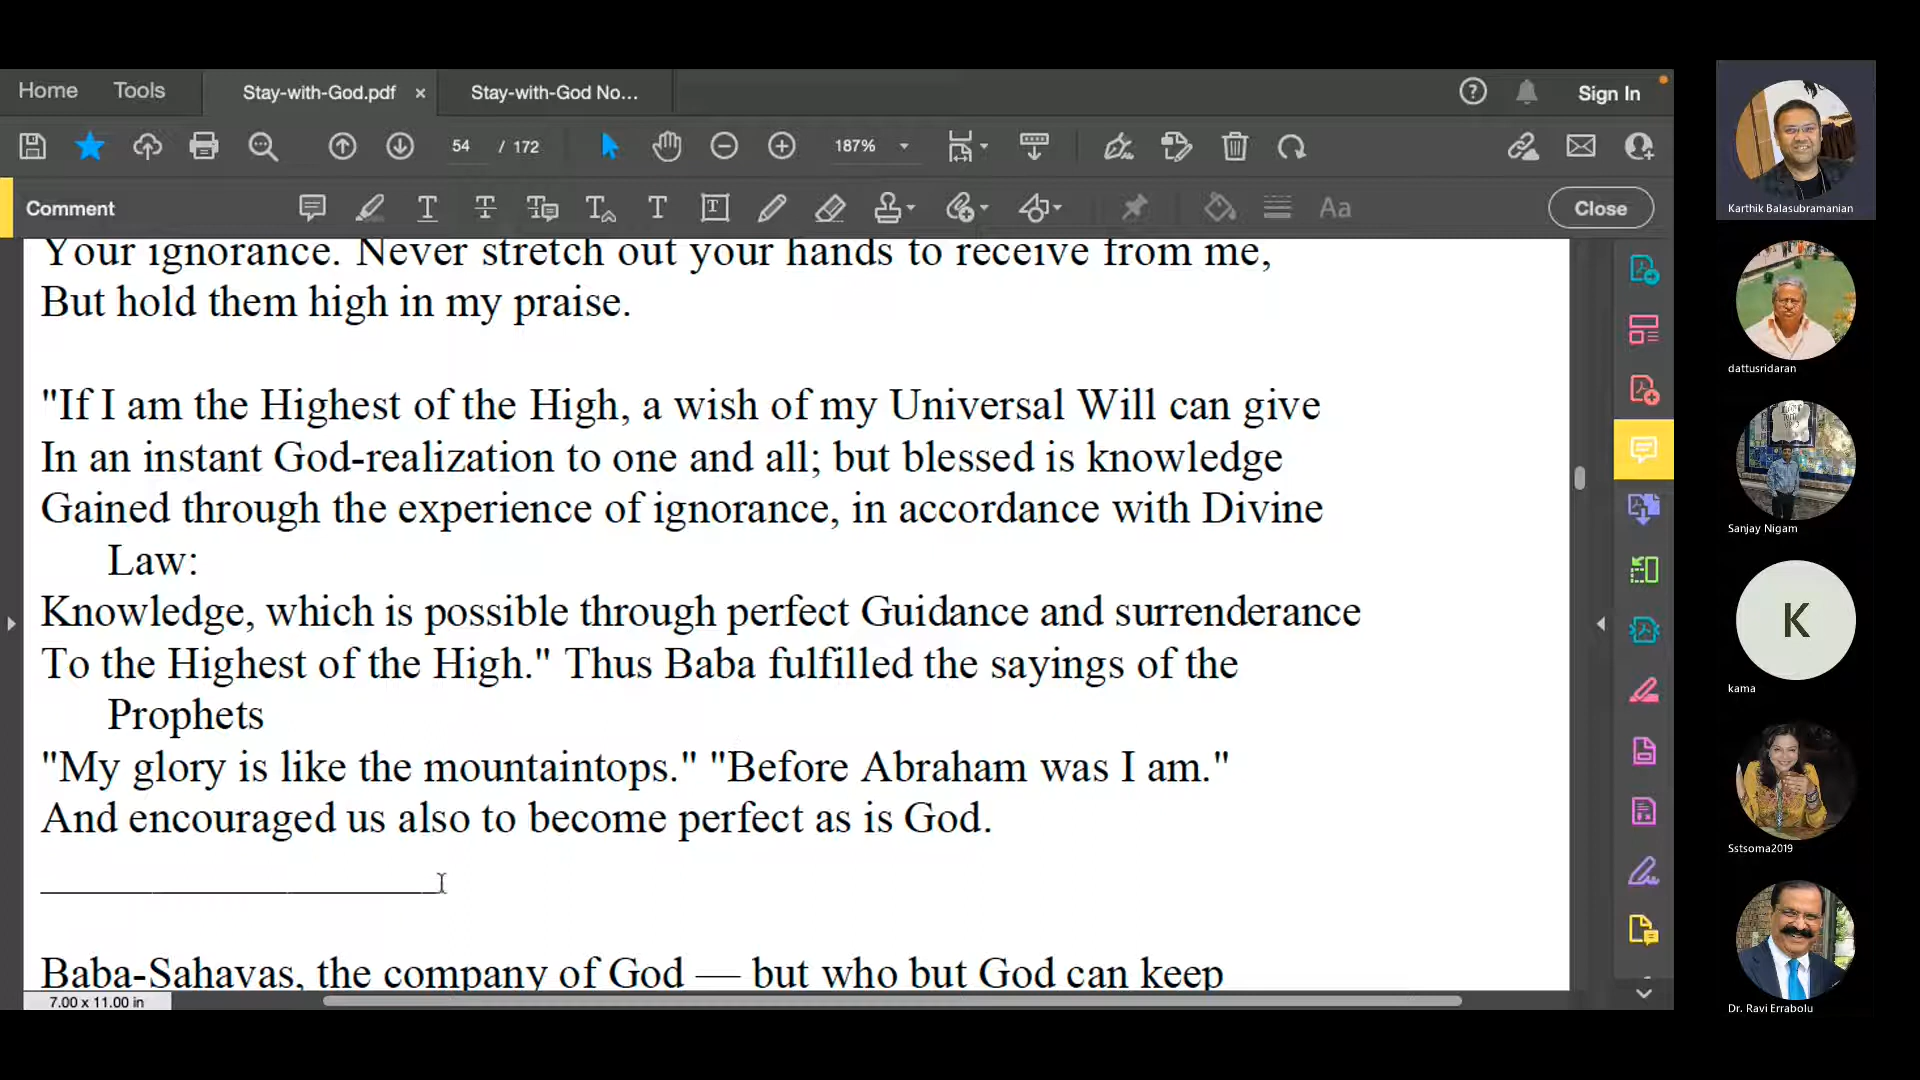 Home Tools Stay-with-God.pdf × Stay-with-God No... Sign In
54 / 172 187%
Comment Close
Your ignorance. Never stretch out your hands to receive from me,
But hold them high in my praise.
"If I am the Highest of the High, a wish of my Universal Will can give
In an instant God-realization to one and all; but blessed is knowledge
Gained through the experience of ignorance, in accordance with Divine
Law:
Knowledge, which is possible through perfect Guidance and surrenderance
To the Highest of the High." Thus Baba fulfilled the sayings of the
Prophets
"My glory is like the mountaintops." "Before Abraham was I am."
And encouraged us also to become perfect as is God.
Baba-Sahavas, the company of God — but who but God can keep
7.00 x 11.00 in
Karthik Balasubramanian
dattusridaran
Sanjay Nigam
K
kama
Sstsoma2019
Dr. Ravi Errabolu